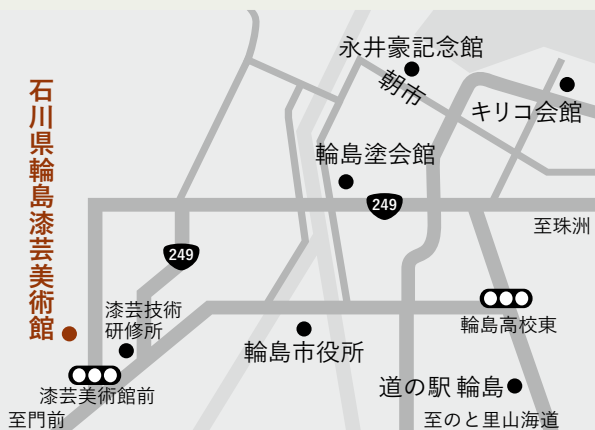 永井豪記念館
朝市
キリコ会館
石川県輪島漆芸美術館
輪島塗会館
249
至珠洲
249
漆芸技術
研修所
輪島高校東
輪島市役所
漆芸美術館前
道の駅 輪島
至門前
至のと里山海道